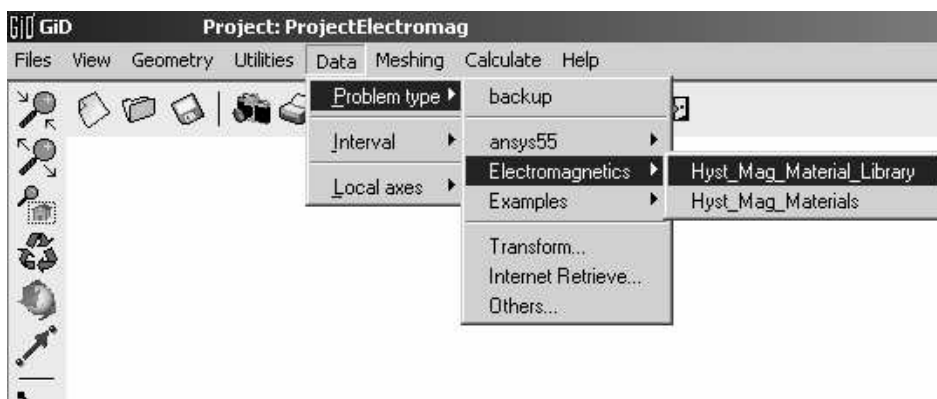 GiD GiD Project: ProjectElectromag
Files View Geometry Utilities Data Meshing Calculate Help
Problem type backup
Interval ansys55
Electromagnetics Hyst_Mag_Material_Library
Local axes Examples Hyst_Mag_Materials
Transform...
Internet Retrieve...
Others...